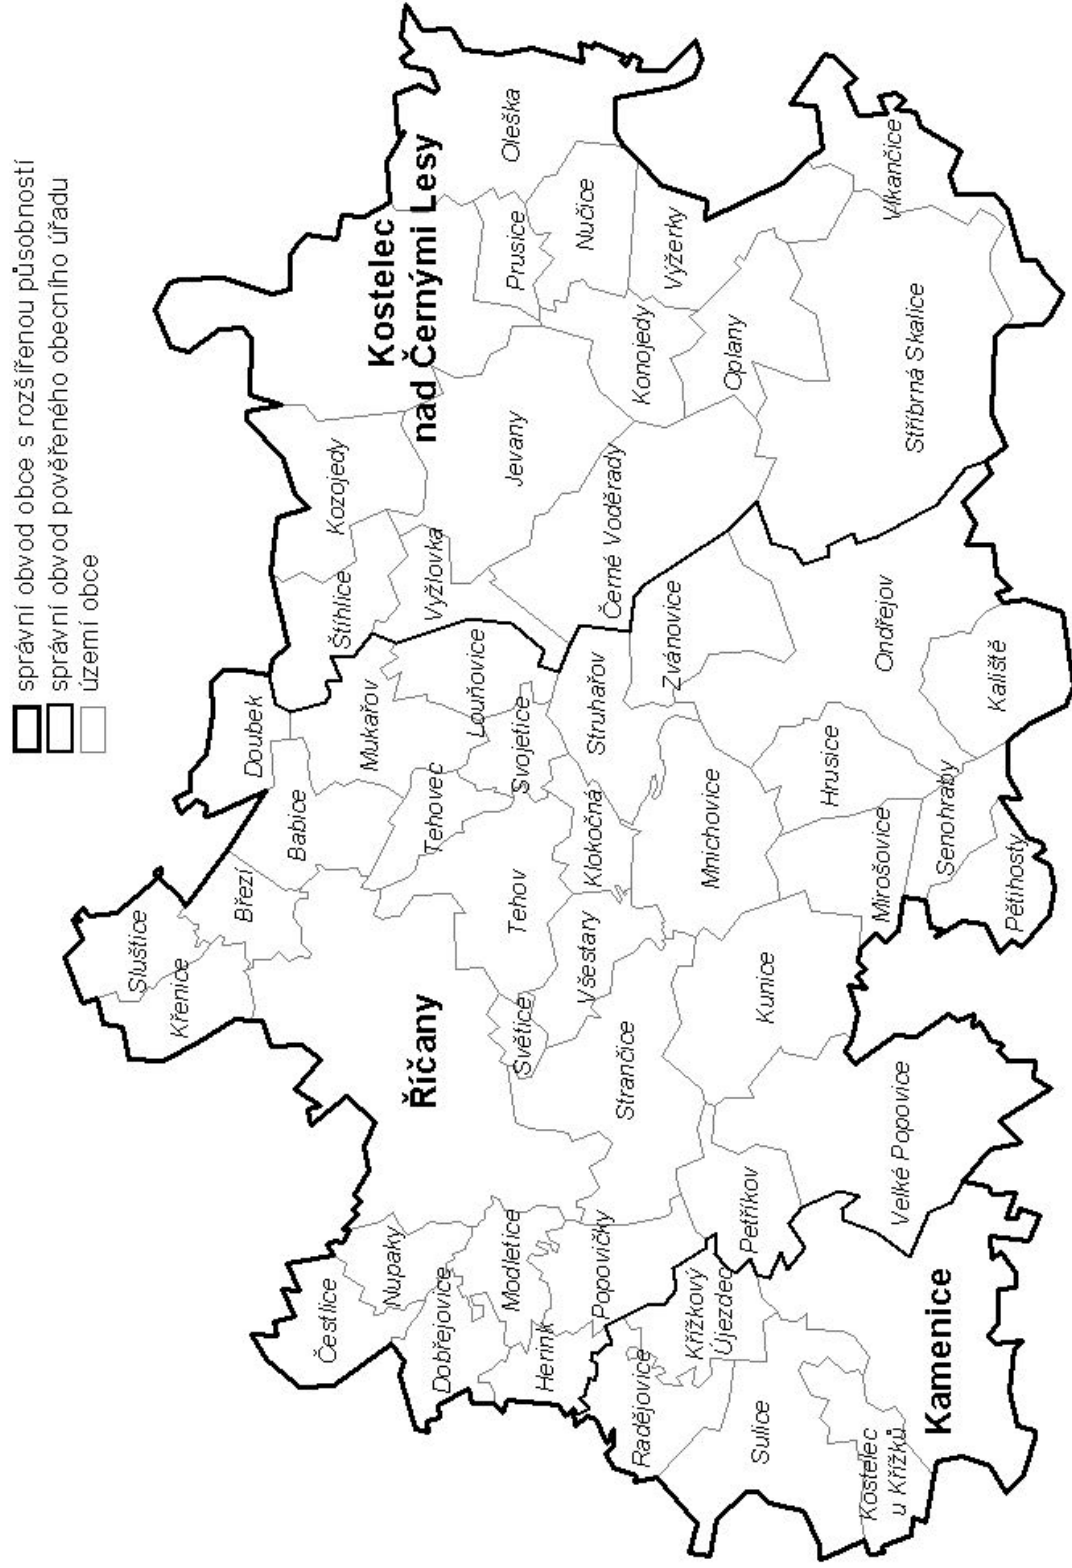 správní obvod obce s rozšířenou působností
správní obvod pověřeného obecního úřadu
území obce
Sluštice
Křenice
Březí
Doubek
Babice
Čestlice
Nupaky
Říčany
Mukařov
Štíhlice
Kozojedy
Kostelec
nad Černými Lesy
Oleška
Dobřejovice
Modletice
Herink
Popovičky
Světice
Tehov
Tehovec
Všestary
Klokočná
Svojetice
Louňovice
Vyžlovka
Jevany
Prusice
Nučice
Výžerky
Konojedy
Oplany
Černé Voděrady
Struhařov
Zvánovice
Strančice
Mnichovice
Kunice
Petříkov
Křížkový
Újezdec
Radějovice
Sulice
Kostelec
u Křížků
Kamenice
Velké Popovice
Mirošovice
Hrusice
Senohraby
Pětihosty
Kaliště
Ondřejov
Stříbrná Skalice
Vlkančice